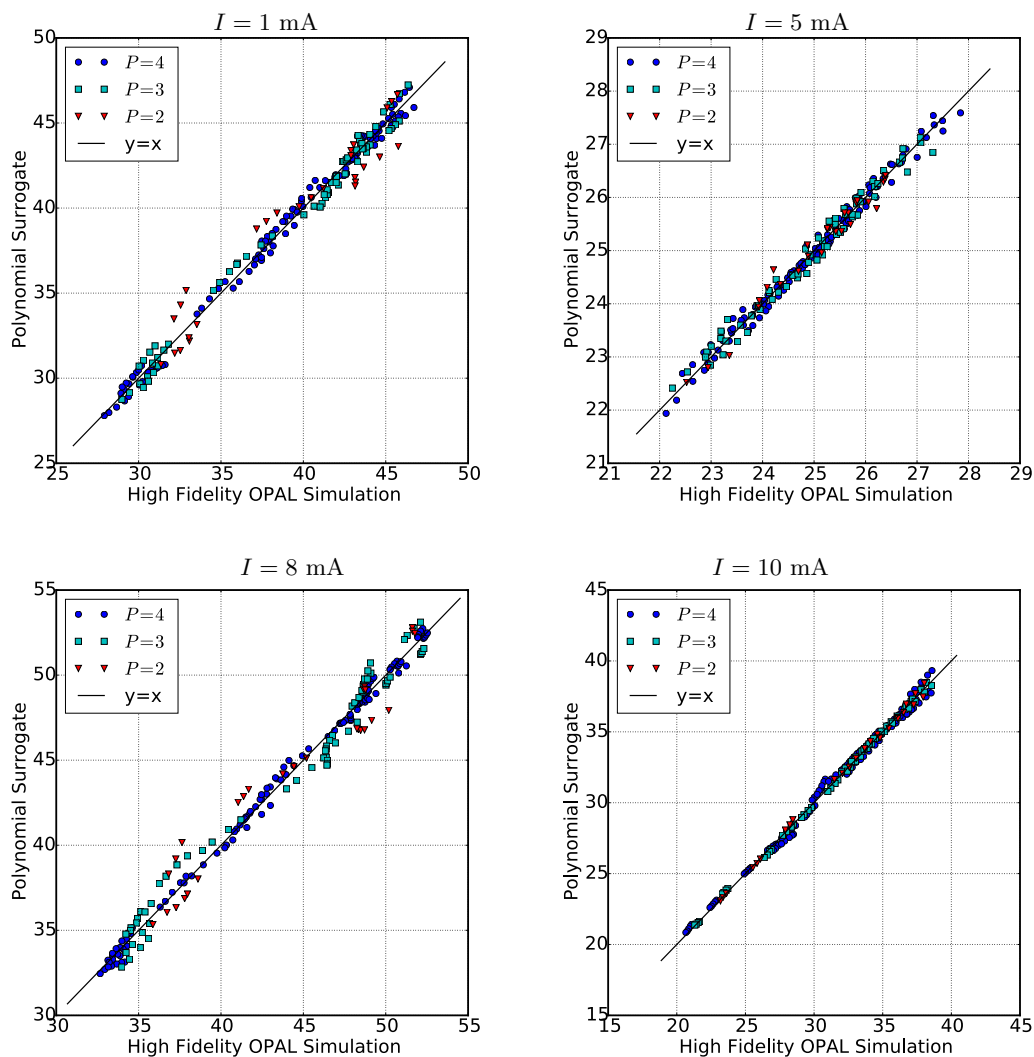 I = 1 mA
50
45
40
35
30
25
25 30 35 40 45 50
Polynomial Surrogate
High Fidelity OPAL Simulation
P=4
P=3
P=2
y=x
I = 5 mA
29
28
27
26
25
24
23
22
21
21 22 23 24 25 26 27 28 29
Polynomial Surrogate
High Fidelity OPAL Simulation
P=4
P=3
P=2
y=x
I = 8 mA
55
50
45
40
35
30
30 35 40 45 50 55
Polynomial Surrogate
High Fidelity OPAL Simulation
P=4
P=3
P=2
y=x
I = 10 mA
45
40
35
30
25
20
15
15 20 25 30 35 40 45
Polynomial Surrogate
High Fidelity OPAL Simulation
P=4
P=3
P=2
y=x